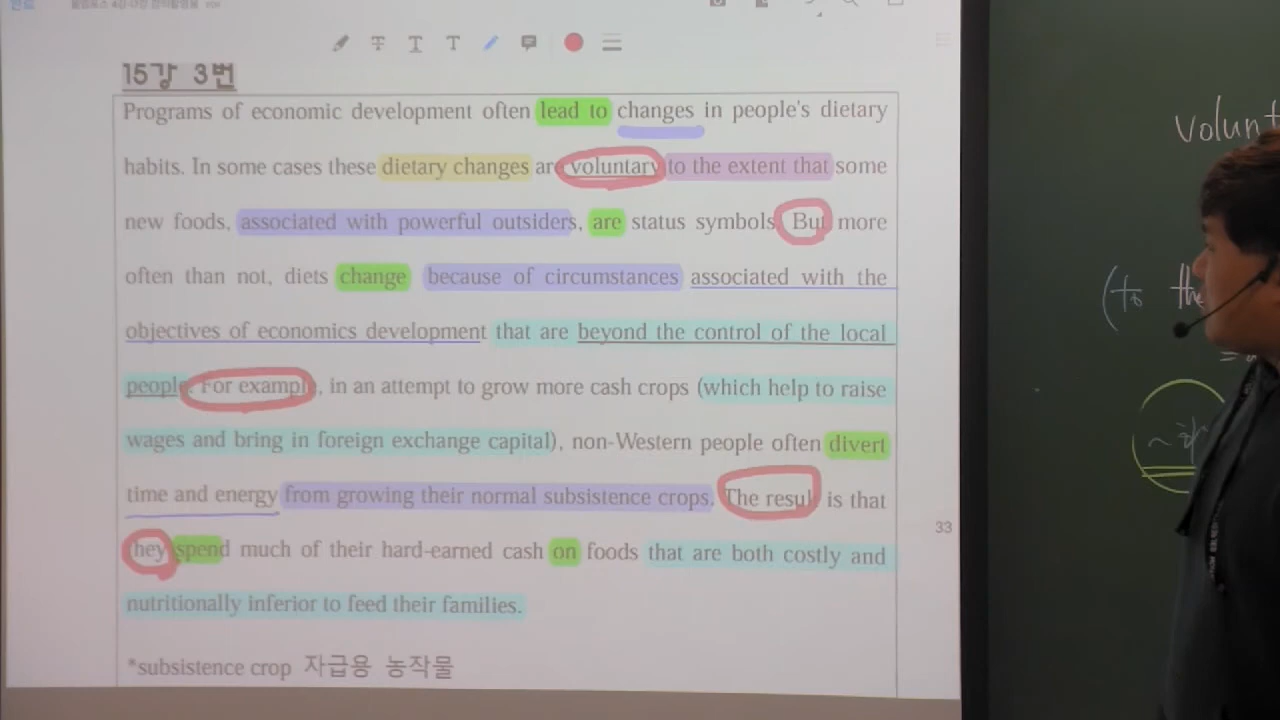 완료
15강 3번
Programs of economic development often lead to changes in people's dietary
habits. In some cases these dietary changes are voluntary to the extent that some
new foods, associated with powerful outsiders, are status symbols. But more
often than not, diets change because of circumstances associated with the
objectives of economics development that are beyond the control of the local
people. For example, in an attempt to grow more cash crops (which help to raise
wages and bring in foreign exchange capital), non-Western people often divert
time and energy from growing their normal subsistence crops. The result is that
they spend much of their hard-earned cash on foods that are both costly and
nutritionally inferior to feed their families.
*subsistence crop 자급용 농작물
33
Volunt
(to the